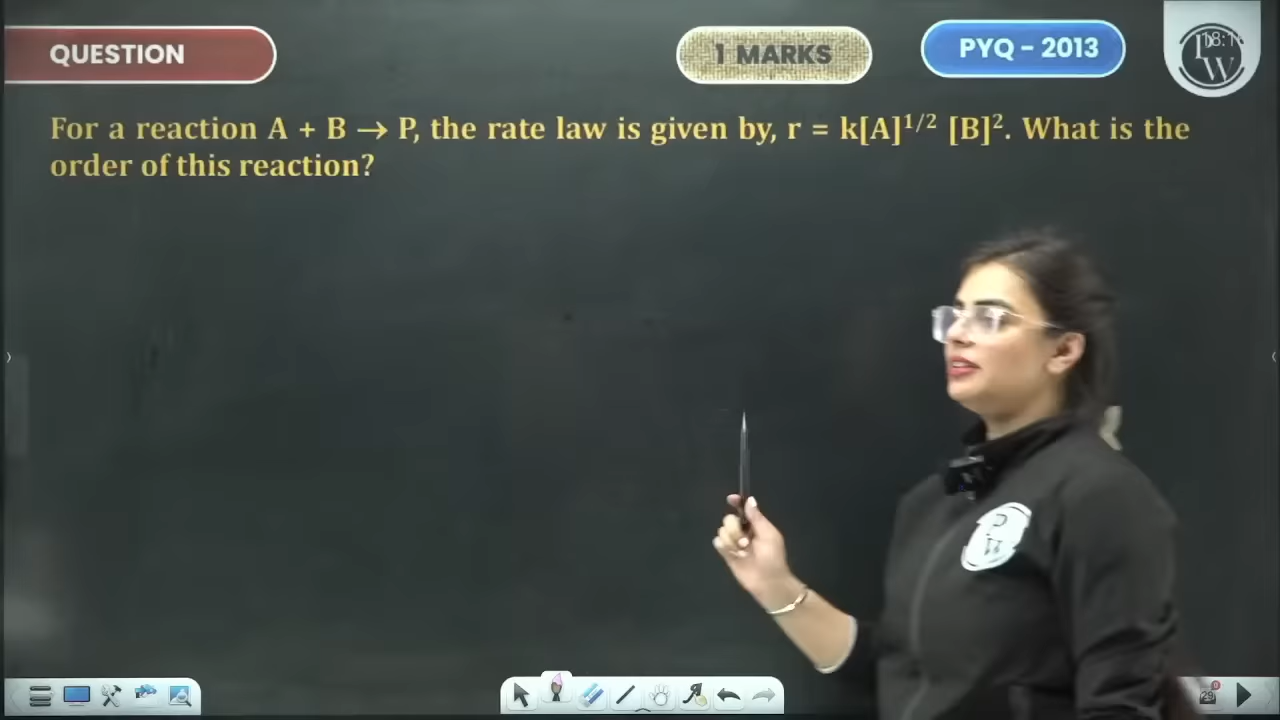 QUESTION
1 MARKS
PYQ - 2013
For a reaction A + B → P, the rate law is given by, r = k[A]^{1/2} [B]^2. What is the
order of this reaction?
P
W
29